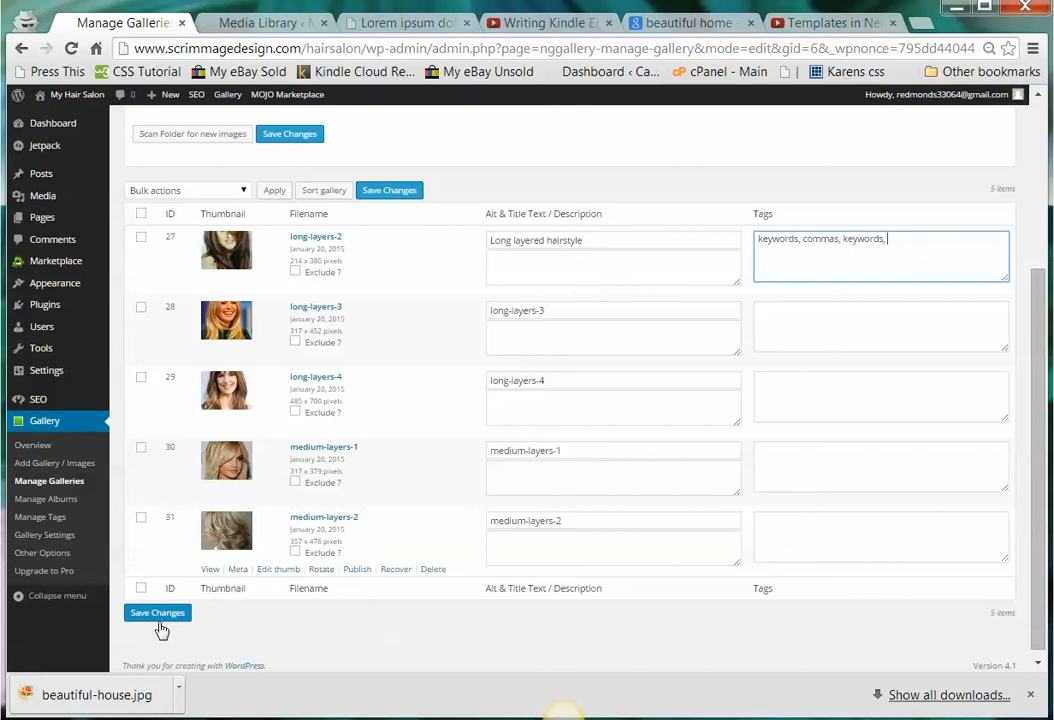 Manage Galleries × Media Library ‹ M × Lorem ipsum do × Writing Kindle E × beautiful home - × Templates in Ne ×
www.scrimmagedesign.com/hairsalon/wp-admin/admin.php?page=nggallery-manage-gallery&mode=edit&gid=6&_wpnonce=795dd44044
Press This CSS Tutorial My eBay Sold Kindle Cloud Re... My eBay Unsold Dashboard ‹ Ca... cPanel - Main Karens css Other bookmarks
My Hair Salon 0 + New SEO Gallery MOJO Marketplace Howdy, redmonds33064@gmail.com
Dashboard
Jetpack
Posts
Media
Pages
Comments
Marketplace
Appearance
Plugins
Users
Tools
Settings
SEO
Gallery
Overview
Add Gallery / Images
Manage Galleries
Manage Albums
Manage Tags
Gallery Settings
Other Options
Upgrade to Pro
Collapse menu
Scan Folder for new images Save Changes
Bulk actions Apply Sort gallery Save Changes 5 items
ID Thumbnail Filename Alt & Title Text / Description Tags
27 long-layers-2 Long layered hairstyle keywords, commas, keywords,
January 20, 2015
214 x 380 pixels
Exclude ?
28 long-layers-3 long-layers-3
January 20, 2015
317 x 452 pixels
Exclude ?
29 long-layers-4 long-layers-4
January 20, 2015
485 x 700 pixels
Exclude ?
30 medium-layers-1 medium-layers-1
January 20, 2015
317 x 379 pixels
Exclude ?
31 medium-layers-2 medium-layers-2
January 20, 2015
357 x 476 pixels
Exclude ?
View | Meta | Edit thumb | Rotate | Publish | Recover | Delete
ID Thumbnail Filename Alt & Title Text / Description Tags
Save Changes 5 items
Thank you for creating with WordPress. Version 4.1
beautiful-house.jpg Show all downloads... ×